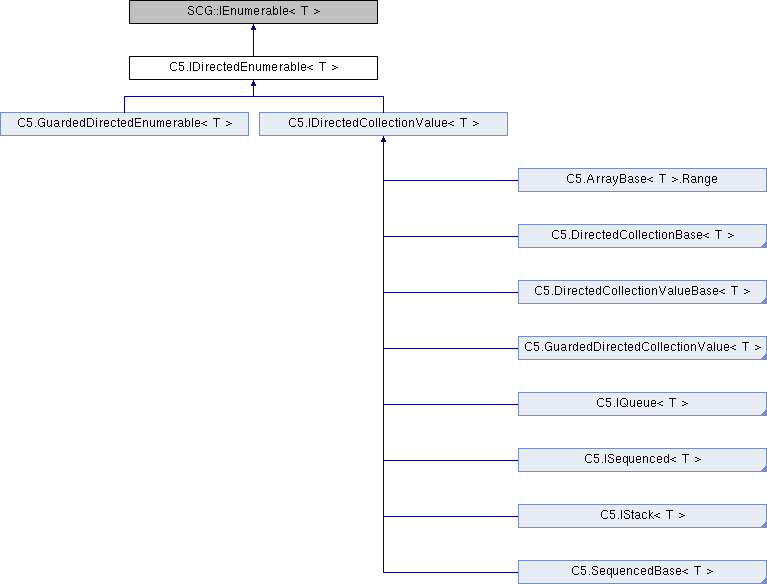 SCG::IEnumerable< T >
C5.IDirectedEnumerable< T >
C5.GuardedDirectedEnumerable< T >
C5.IDirectedCollectionValue< T >
C5.ArrayBase< T >.Range
C5.DirectedCollectionBase< T >
C5.DirectedCollectionValueBase< T >
C5.GuardedDirectedCollectionValue< T >
C5.IQueue< T >
C5.ISequenced< T >
C5.IStack< T >
C5.SequencedBase< T >